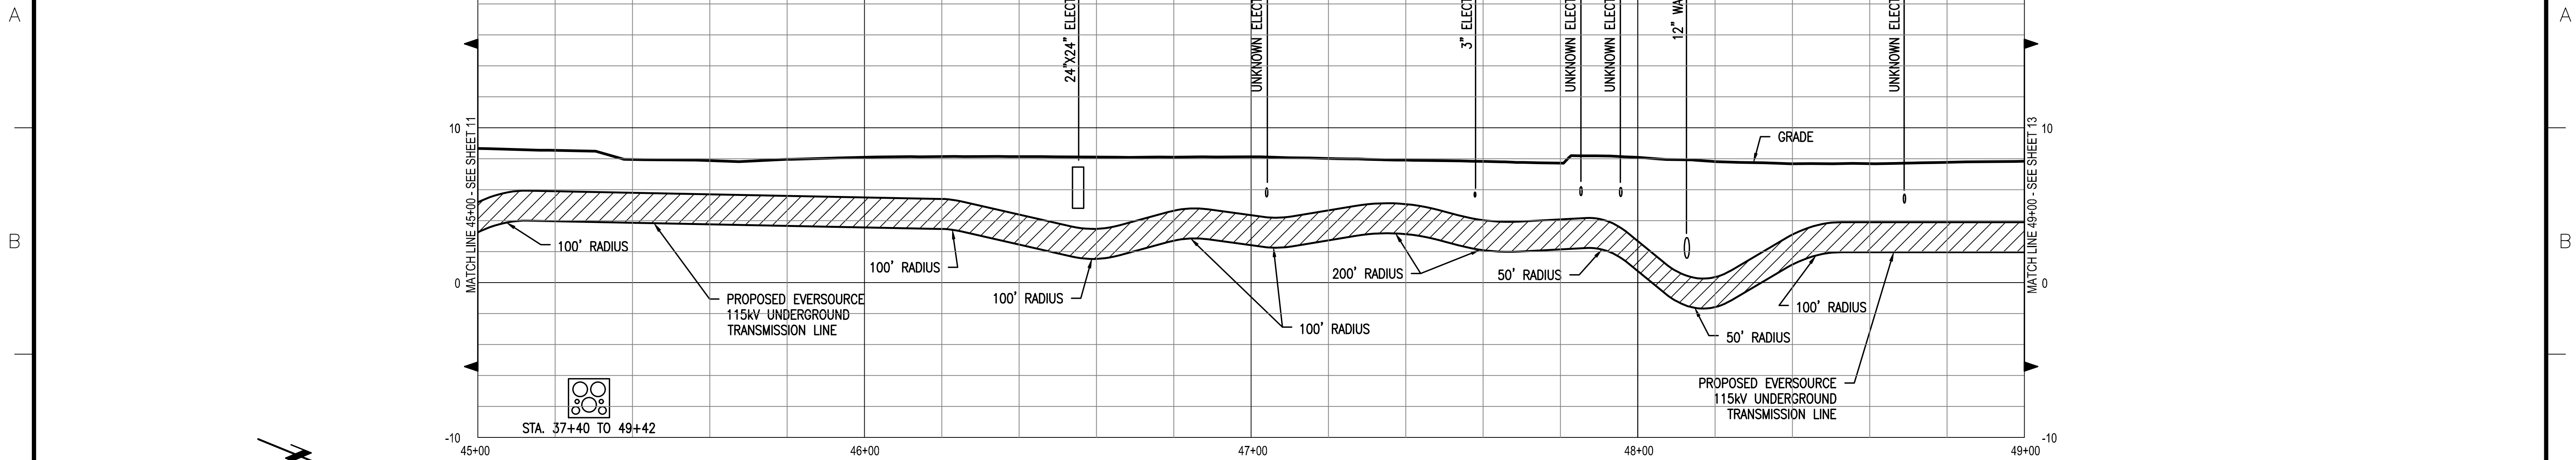 A
A
24"X24" ELECT
UNKNOWN ELECT
3" ELECT
UNKNOWN ELECT
UNKNOWN ELECT
12" WA
UNKNOWN ELECT
10
MATCH LINE 45+00 - SEE SHEET 11
MATCH LINE 49+00 - SEE SHEET 13
10
GRADE
B
B
100' RADIUS
100' RADIUS
200' RADIUS
50' RADIUS
0
0
100' RADIUS
PROPOSED EVERSOURCE
115kV UNDERGROUND
TRANSMISSION LINE
100' RADIUS
100' RADIUS
50' RADIUS
PROPOSED EVERSOURCE
115kV UNDERGROUND
TRANSMISSION LINE
STA. 37+40 TO 49+42
-10
-10
45+00
46+00
47+00
48+00
49+00